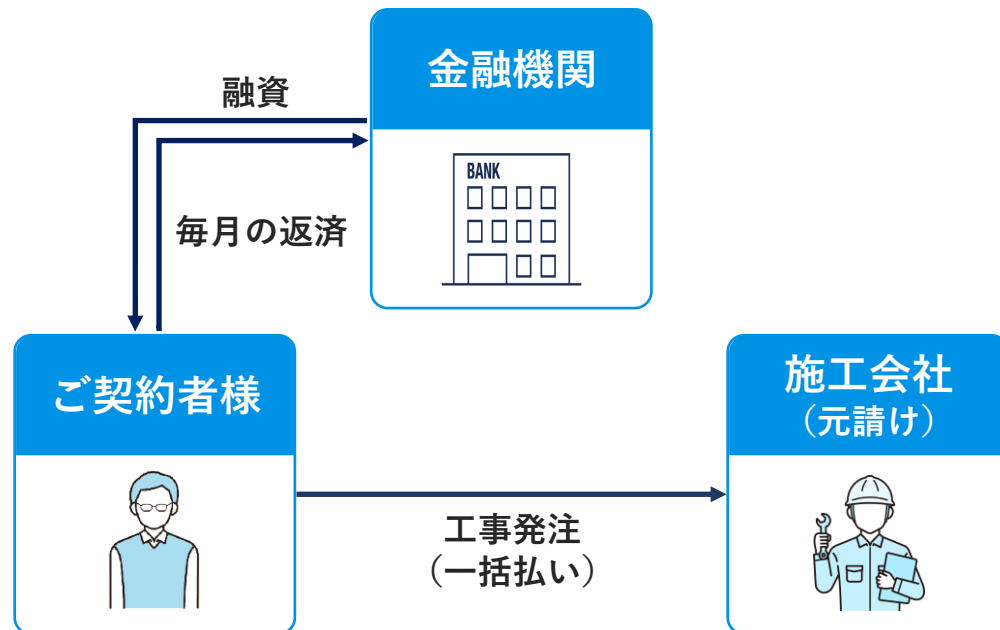 金融機関
融資
BANK
毎月の返済
ご契約者様
施工会社
（元請け）
工事発注
（一括払い）